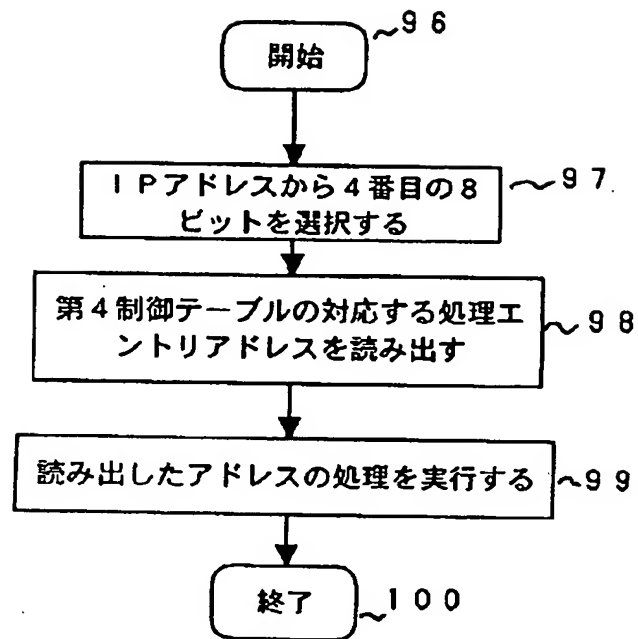 開始
~96
IPアドレスから4番目の8
ビットを選択する
~97
第4制御テーブルの対応する処理エ
ントリアドレスを読み出す
~98
読み出したアドレスの処理を実行する
~99
終了
~100